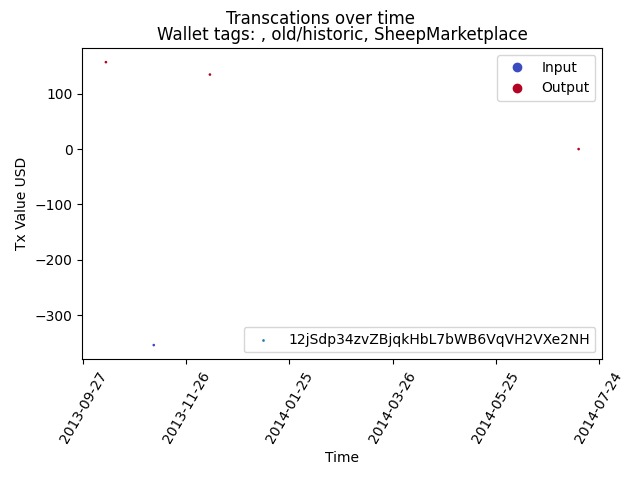 Transcations over time
Wallet tags: , old/historic, SheepMarketplace
Input
Output
Tx Value USD
100
0
−100
−200
−300
12jSdp34zvZBjqkHbL7bWB6VqVH2VXe2NH
2013-09-27
2013-11-26
2014-01-25
2014-03-26
2014-05-25
2014-07-24
Time